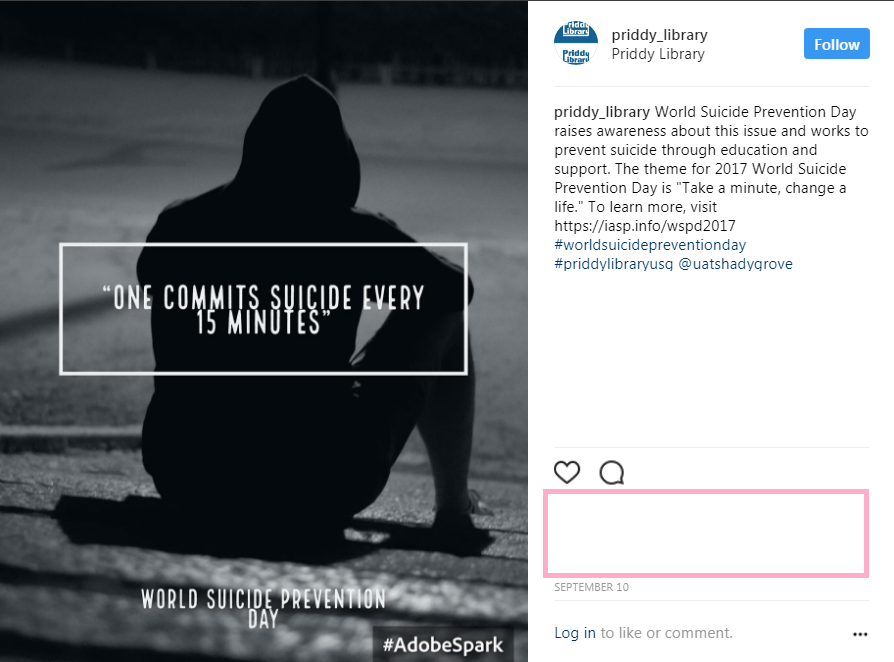 "ONE COMMITS SUICIDE EVERY
15 MINUTES"
WORLD SUICIDE PREVENTION
DAY
#AdobeSpark
Priddy
Library
Priddy
Library
priddy_library
Priddy Library
Follow
priddy_library World Suicide Prevention Day
raises awareness about this issue and works to
prevent suicide through education and
support. The theme for 2017 World Suicide
Prevention Day is "Take a minute, change a
life." To learn more, visit
https://iasp.info/wspd2017
#worldsuicidepreventionday
#priddylibraryusg @uatshadygrove
SEPTEMBER 10
Log in to like or comment.